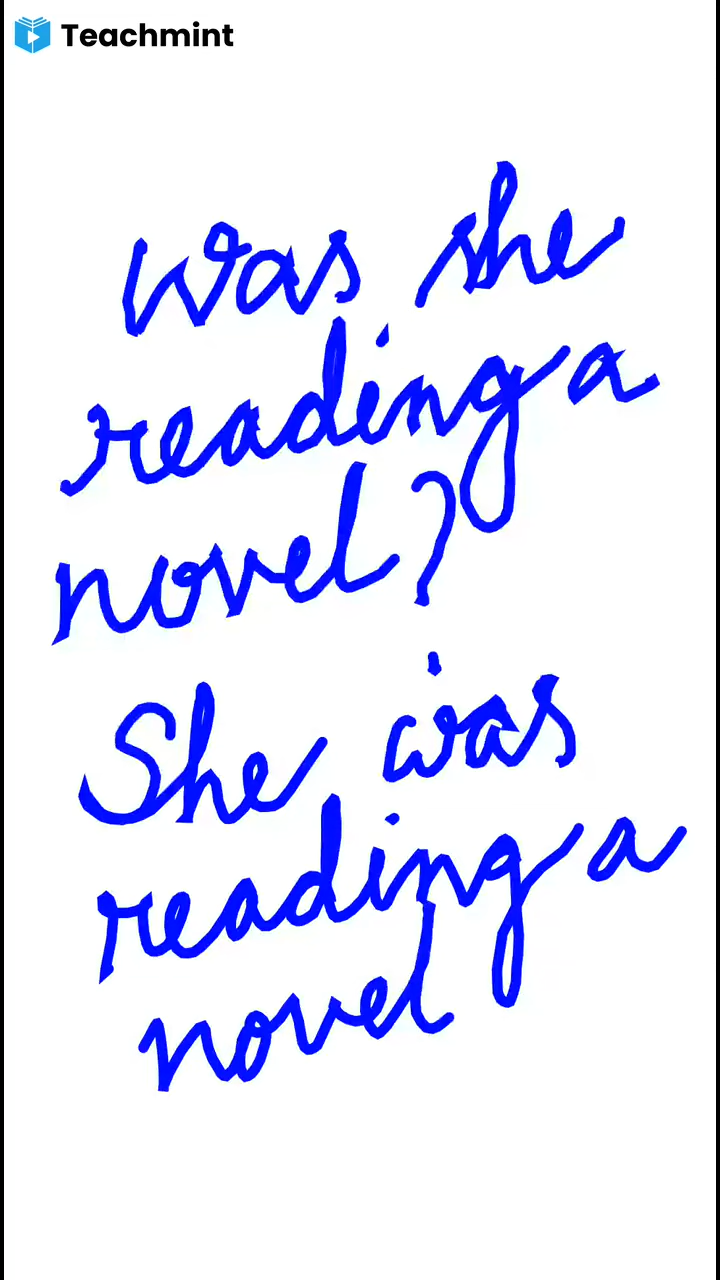 Teachmint
Was she
reading a
novel?
She was
reading a
novel